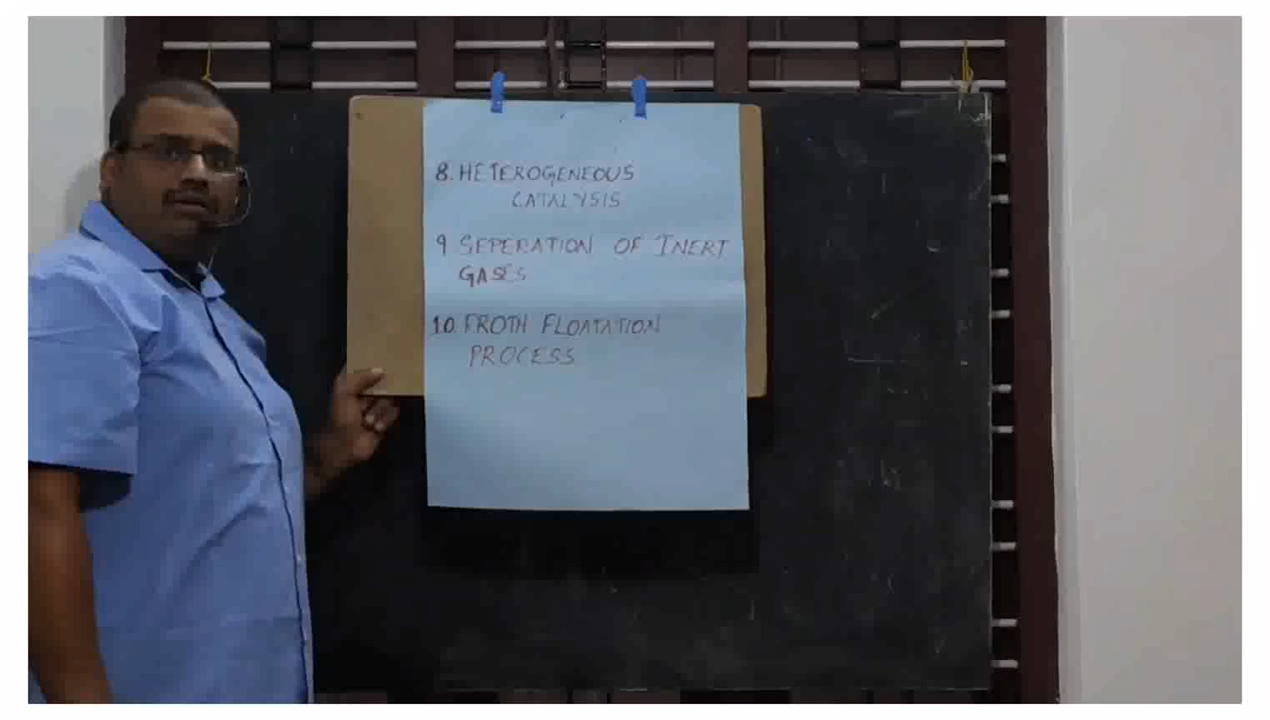 8. HETEROGENEOUS
CATALYSIS
9 SEPERATION OF INERT
GASES
10 FROTH FLOATATION
PROCESS